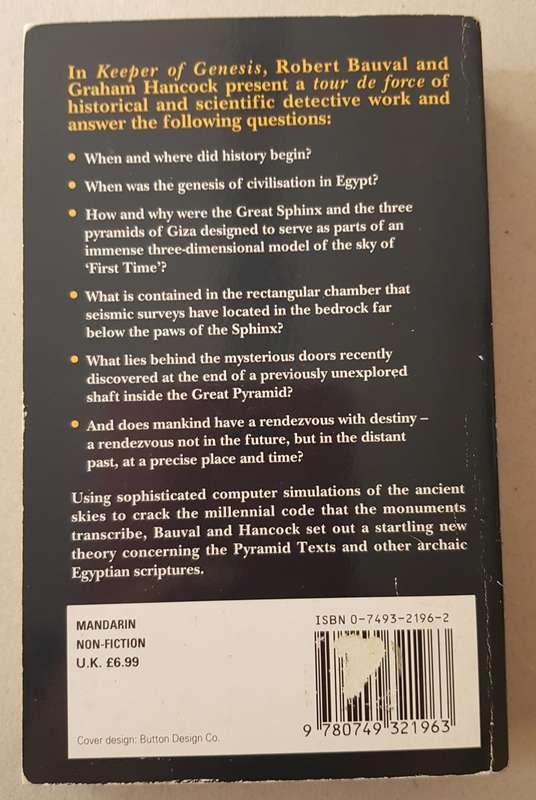 In Keeper of Genesis, Robert Bauval and
Graham Hancock present a tour de force of
historical and scientific detective work and
answer the following questions:
• When and where did history begin?
• When was the genesis of civilisation in Egypt?
• How and why were the Great Sphinx and the three
pyramids of Giza designed to serve as parts of an
immense three-dimensional model of the sky of
‘First Time’?
• What is contained in the rectangular chamber that
seismic surveys have located in the bedrock far
below the paws of the Sphinx?
• What lies behind the mysterious doors recently
discovered at the end of a previously unexplored
shaft inside the Great Pyramid?
• And does mankind have a rendezvous with destiny –
a rendezvous not in the future, but in the distant
past, at a precise place and time?
Using sophisticated computer simulations of the ancient
skies to crack the millennial code that the monuments
transcribe, Bauval and Hancock set out a startling new
theory concerning the Pyramid Texts and other archaic
Egyptian scriptures.
MANDARIN
NON-FICTION
U.K. £6.99
Cover design: Button Design Co.
ISBN 0-7493-2196-2
9 780749 321963